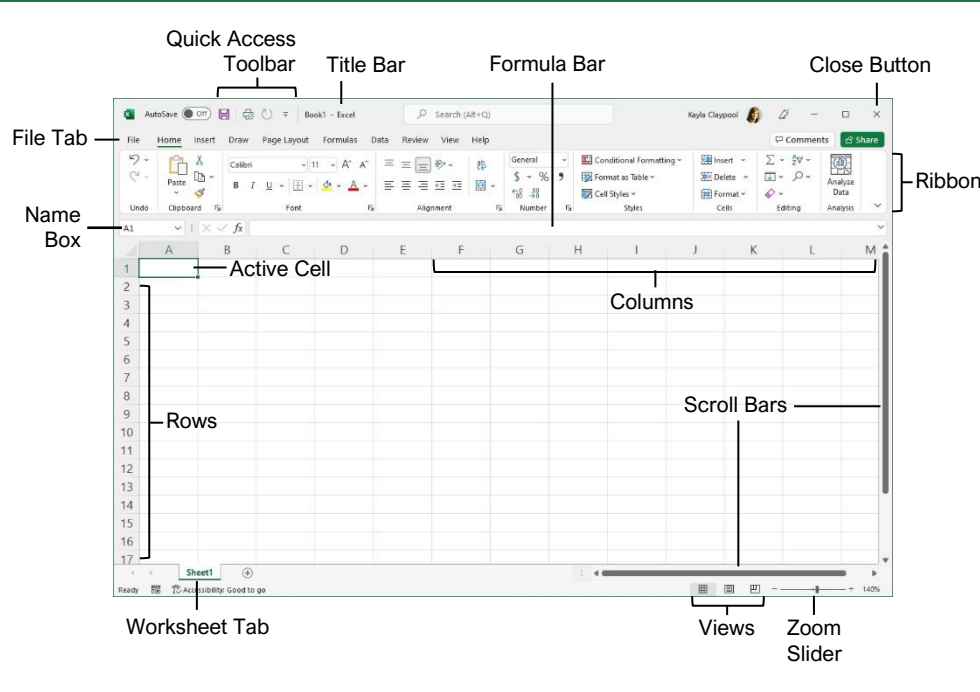 Quick Access
Toolbar
Title Bar
Formula Bar
Close Button
AutoSave Off Book1 - Excel Search (Alt+Q) Kayla Claypool
File Tab
File Home Insert Draw Page Layout Formulas Data Review View Help Comments Share
Paste Calibri 11 A^ A˅ General Conditional Formatting Insert Σ
B I U A $ % 9 Format as Table Delete Analyze
Data
Cell Styles Format
Undo Clipboard Font Alignment Number Styles Cells Editing Analysis
Ribbon
Name
Box
A1 fx
A B C D E F G H I J K L M
1 Active Cell
2
Columns
3
4
5
6
7
8
Scroll Bars
9
Rows
10
11
12
13
14
15
16
17
Sheet1
Ready Accessibility: Good to go 140%
Worksheet Tab
Views
Zoom
Slider